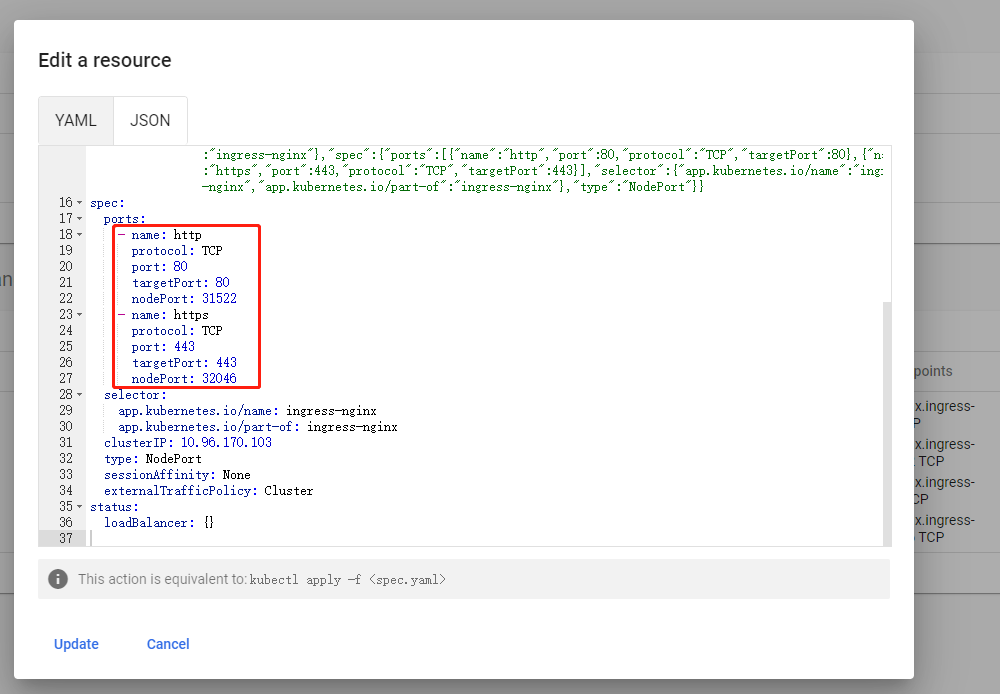 Edit a resource
YAML
JSON
:"ingress-nginx"},"spec":{"ports":[{"name":"http","port":80,"protocol":"TCP","targetPort":80},{"n
:"https","port":443,"protocol":"TCP","targetPort":443}],"selector":{"app.kubernetes.io/name":"ing
-nginx","app.kubernetes.io/part-of":"ingress-nginx"},"type":"NodePort"}}
16 spec:
17 ports:
18 - name: http
19 protocol: TCP
20 port: 80
21 targetPort: 80
22 nodePort: 31522
23 - name: https
24 protocol: TCP
25 port: 443
26 targetPort: 443
27 nodePort: 32046
28 selector:
29 app.kubernetes.io/name: ingress-nginx
30 app.kubernetes.io/part-of: ingress-nginx
31 clusterIP: 10.96.170.103
32 type: NodePort
33 sessionAffinity: None
34 externalTrafficPolicy: Cluster
35 status:
36 loadBalancer: {}
37
This action is equivalent to: kubectl apply -f <spec.yaml>
Update
Cancel
points
x.ingress-
P
x.ingress-
TCP
x.ingress-
CP
x.ingress-
TCP